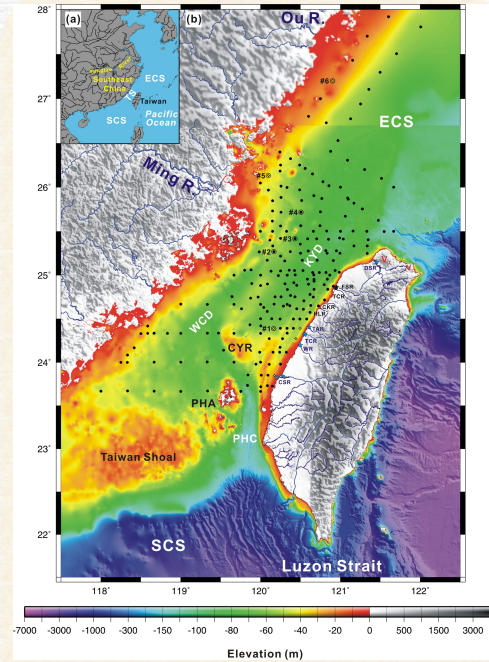 28°
27°
26°
25°
24°
23°
22°
118°
119°
120°
121°
122°
(a)
(b)
ECS
Southeast
China
TS
Taiwan
SCS
Pacific
Ocean
Ou R.
#6
ECS
Ming R.
#5
#4
#3
#2
KYD
WCD
DSR
FSR
TCR
CKR
HLR
#1
TAR
TCR
WR
CYR
CSR
PHA
PHC
Taiwan Shoal
SCS
Luzon Strait
-7000 -3000 -1000 -300 -150 -100 -80 -60 -40 -20 0 500 1500 3000
Elevation (m)